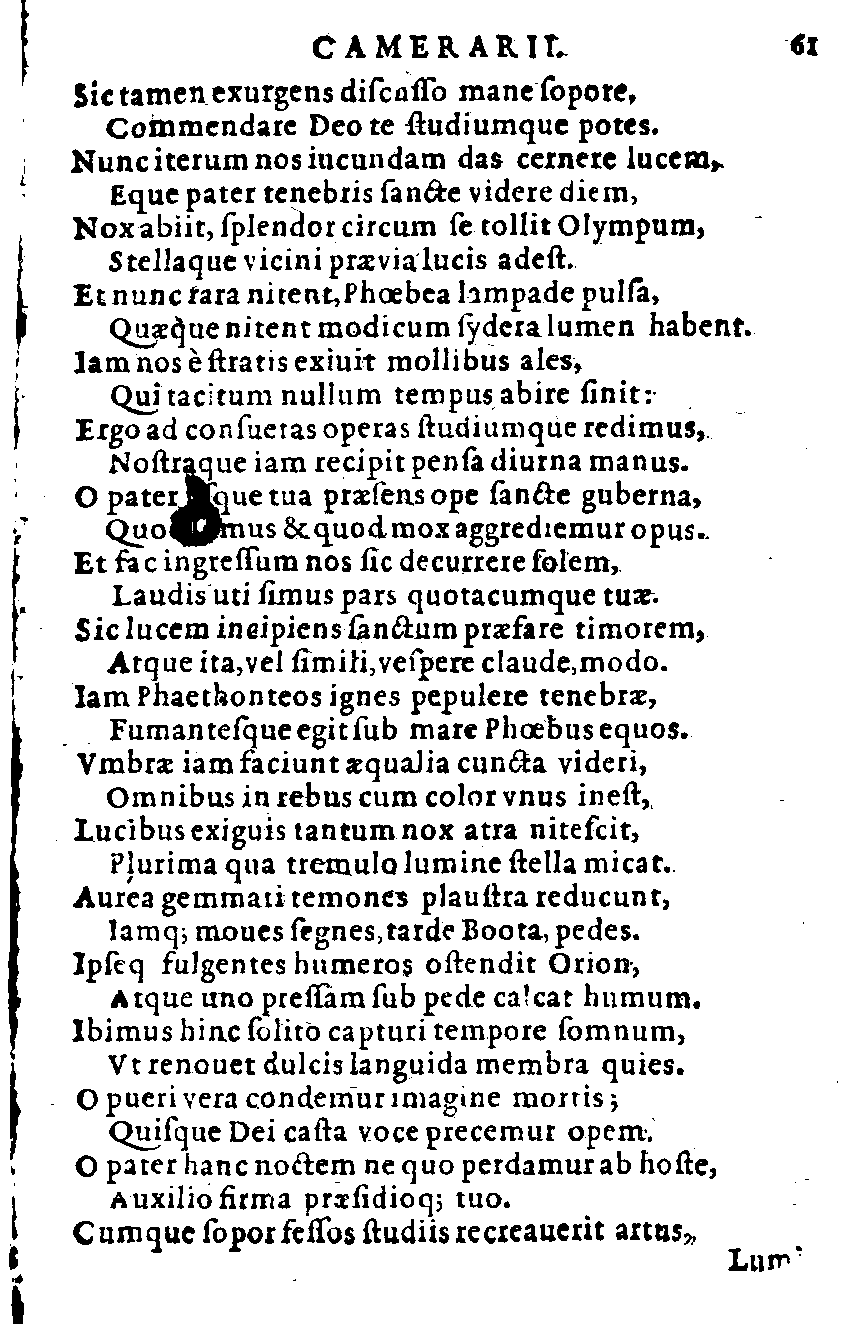 CAMERARII. 61
Sic tamen exurgens diſcuſſo mane ſopore,
Commendare Deo te ſtudiumque potes.
Nunc iterum nos iucundam das cernere lucem,
Eque pater tenebris ſancte videre diem,
Nox abiit, ſplendor circum ſe tollit Olympum,
Stellaque vicini prævia lucis adeſt.
Et nunc rara nitent, Phœbea lampade pulſa,
Quæque nitent modicum ſydera lumen habent.
Iam nos è ſtratis exiuit mollibus ales,
Qui tacitum nullum tempus abire ſinit:
Ergo ad conſuetas operas ſtudiumque redimus,
Noſtraque iam recipit penſa diurna manus.
O pater que tua præſens ope ſancte guberna,
& quod mox aggrediemur opus.
Et fac ingreſſum nos ſic decurrere ſolem,
Laudis uti ſimus pars quotacumque tuæ.
Sic lucem incipiens ſanctum præfare timorem,
Atque ita, vel ſimili, veſpere claude, modo.
Iam Phaethonteos ignes pepulere tenebræ,
Fumanteſque egit ſub mare Phœbus equos.
Vmbræ iam faciunt æqualia cuncta videri,
Omnibus in rebus cum color vnus ineſt,
Lucibus exiguis tantum nox atra niteſcit,
Plurima qua tremulo lumine ſtella micat.
Aurea gemmati temones plauſtra reducunt,
Iamq; moues ſegnes, tarde Boota, pedes.
Ipſeq fulgentes humeros oſtendit Orion,
Atque uno preſſam ſub pede calcat humum.
Ibimus hinc ſolito capturi tempore ſomnum,
Vt renouet dulcis languida membra quies.
O pueri vera condemur imagine mortis;
Quiſque Dei caſta voce precemur opem.
O pater hanc noctem ne quo perdamur ab hoſte,
Auxilio firma præſidioq; tuo.
Cumque ſopor feſſos ſtudiis recreauerit artus,
Lum